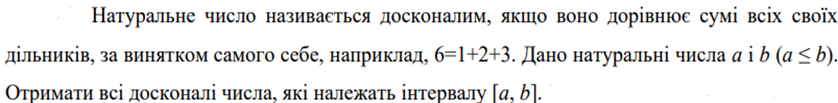 Натуральне число називається досконалим, якщо воно дорівнює сумі всіх своїх
дільників, за винятком самого себе, наприклад, 6=1+2+3. Дано натуральні числа a і b (a ≤ b).
Отримати всі досконалі числа, які належать інтервалу [a, b].